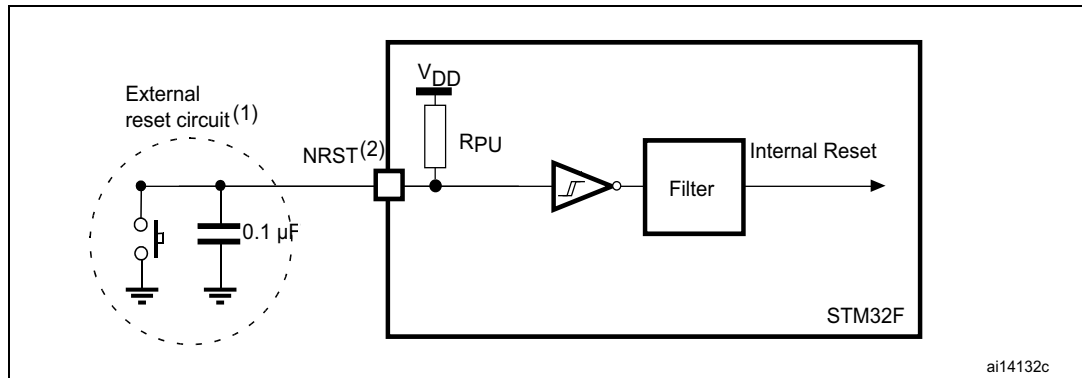 External
reset circuit(1)
VDD
RPU
NRST(2)
Internal Reset
Filter
0.1 µF
STM32F
ai14132c